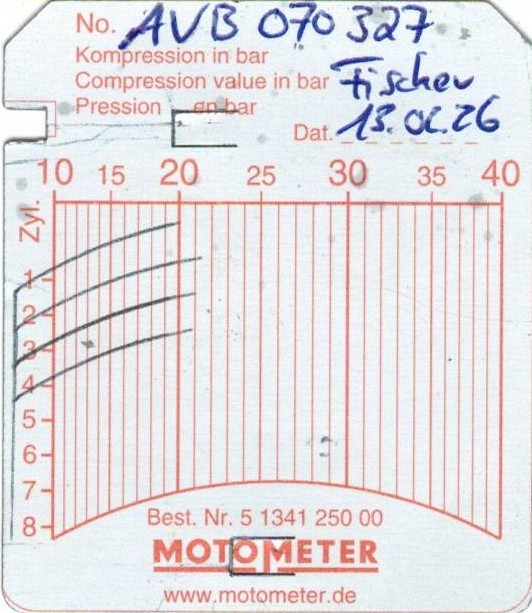 No. AVB 070 327
Kompression in bar
Compression value in bar Fischer
Pression en bar
Dat. 13.02.26
10 15 20 25 30 35 40
Zyl.
1
2
3
4
5
6
7
8
Best. Nr. 5 1341 250 00
MOTOMETER
www.motometer.de